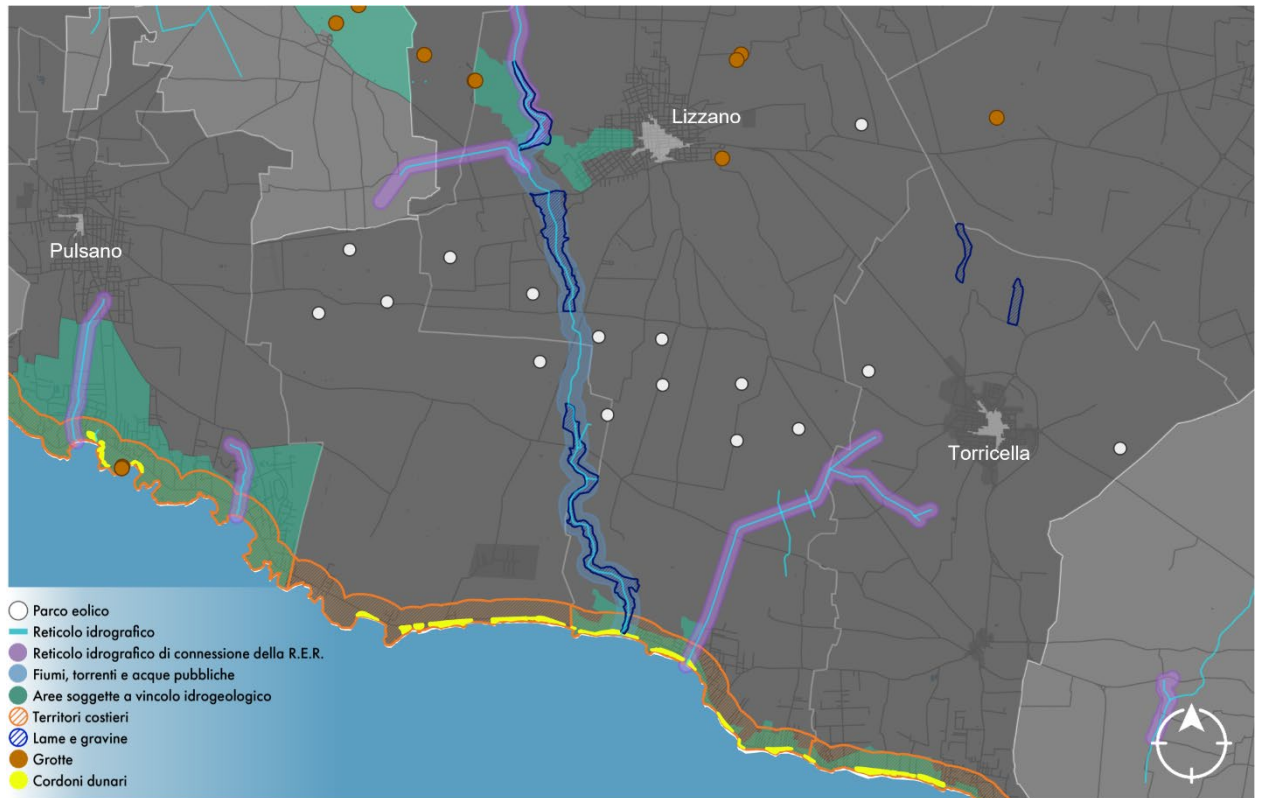 Lizzano
Pulsano
Torricella
Parco eolico
Reticolo idrografico
Reticolo idrografico di connessione della R.E.R.
Fiumi, torrenti e acque pubbliche
Aree soggette a vincolo idrogeologico
Territori costieri
Lame e gravine
Grotte
Cordoni dunari